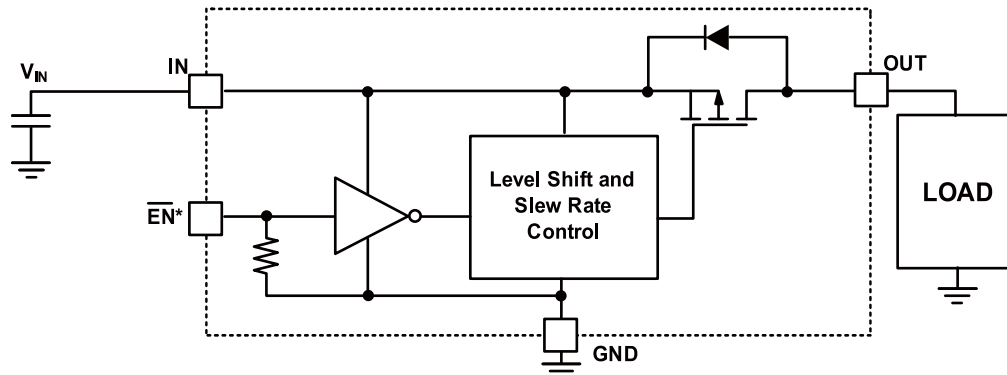 IN
OUT
VIN
Level Shift and
Slew Rate
Control
LOAD
EN*
GND